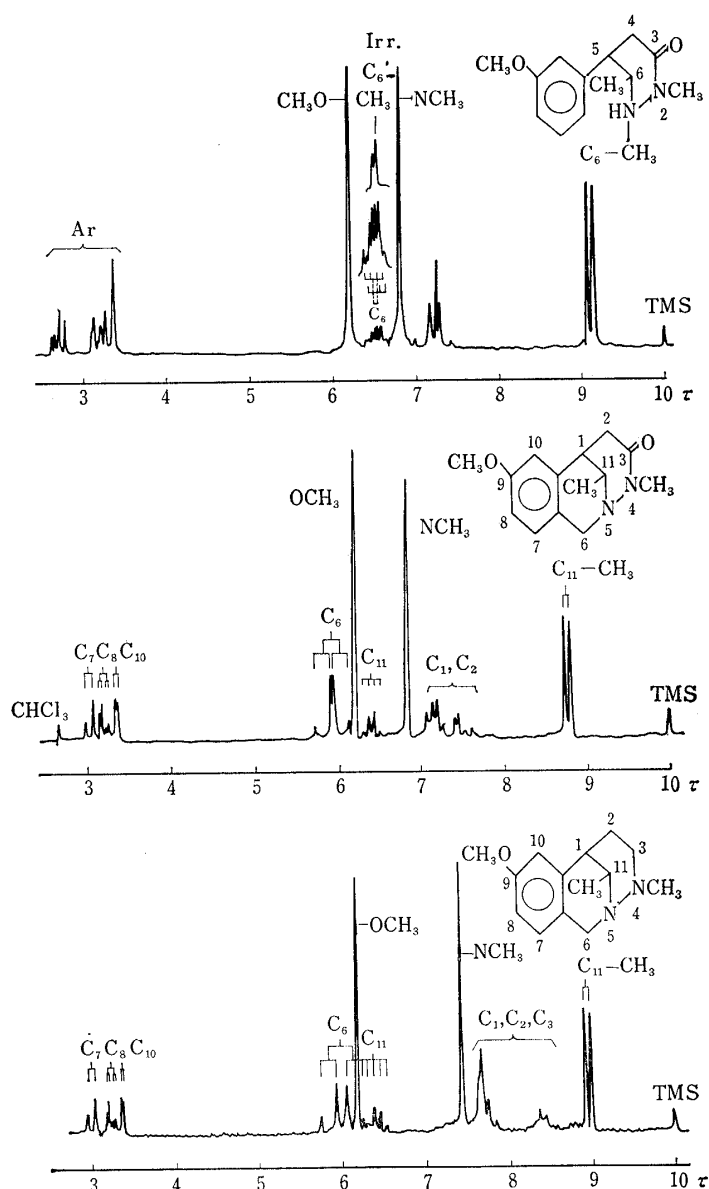 Irr.
C₆-
CH₃
CH₃O
NCH₃
Ar
C₆
C₆-CH₃
TMS
4
3
O
5
6
CH₃O
CH₃
NCH₃
HN
2
3 4 5 6 7 8 9 10 τ
2
10
1
11
3
O
CH₃O
9
CH₃
NCH₃
N
4
8
5
7
6
OCH₃
NCH₃
C₁₁-CH₃
C₆
C₇ C₈ C₁₀
C₁₁
C₁, C₂
CHCl₃
TMS
3 4 5 6 7 8 9 10 τ
2
10
1
3
CH₃O
11
9
CH₃
NCH₃
4
N
8
5
7
6
OCH₃
NCH₃
C₁₁-CH₃
C₆
C₁₁
C₁, C₂, C₃
C₇ C₈ C₁₀
TMS
3 4 5 6 7 8 9 10 τ